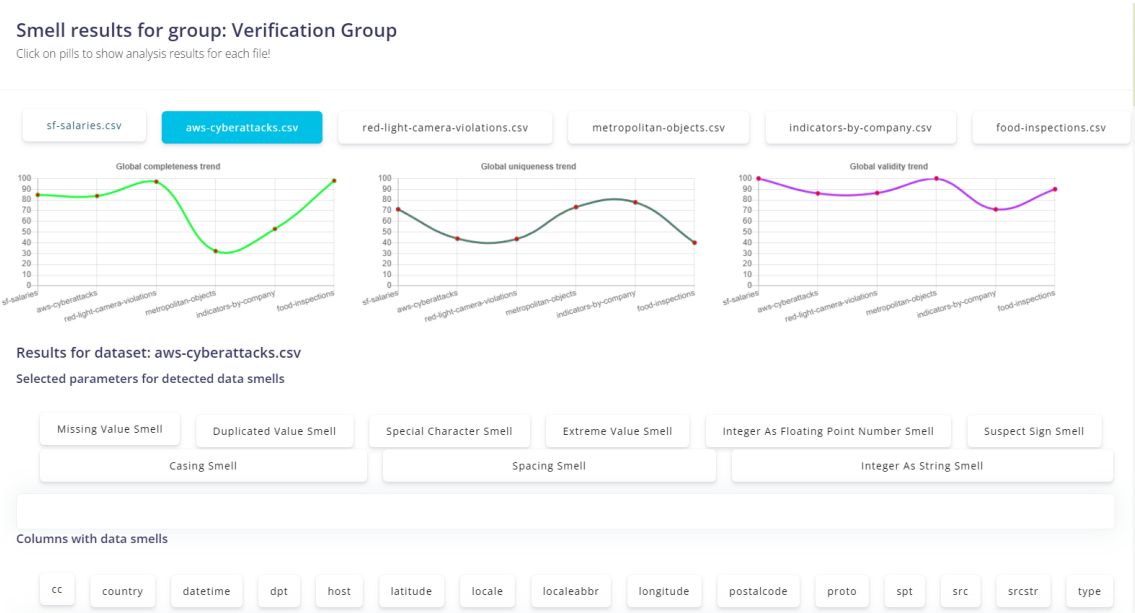 Smell results for group: Verification Group
Click on pills to show analysis results for each file!
sf-salaries.csv aws-cyberattacks.csv red-light-camera-violations.csv metropolitan-objects.csv indicators-by-company.csv food-inspections.csv
Global completeness trend
100
90
80
70
60
50
40
30
20
10
0
sf-salaries aws-cyberattacks red-light-camera-violations metropolitan-objects indicators-by-company food-inspections
Global uniqueness trend
100
90
80
70
60
50
40
30
20
10
0
sf-salaries aws-cyberattacks red-light-camera-violations metropolitan-objects indicators-by-company food-inspections
Global validity trend
100
90
80
70
60
50
40
30
20
10
0
sf-salaries aws-cyberattacks red-light-camera-violations metropolitan-objects indicators-by-company food-inspections
Results for dataset: aws-cyberattacks.csv
Selected parameters for detected data smells
Missing Value Smell Duplicated Value Smell Special Character Smell Extreme Value Smell Integer As Floating Point Number Smell Suspect Sign Smell
Casing Smell Spacing Smell Integer As String Smell
Columns with data smells
cc country datetime dpt host latitude locale localeabbr longitude postalcode proto spt src srcstr type